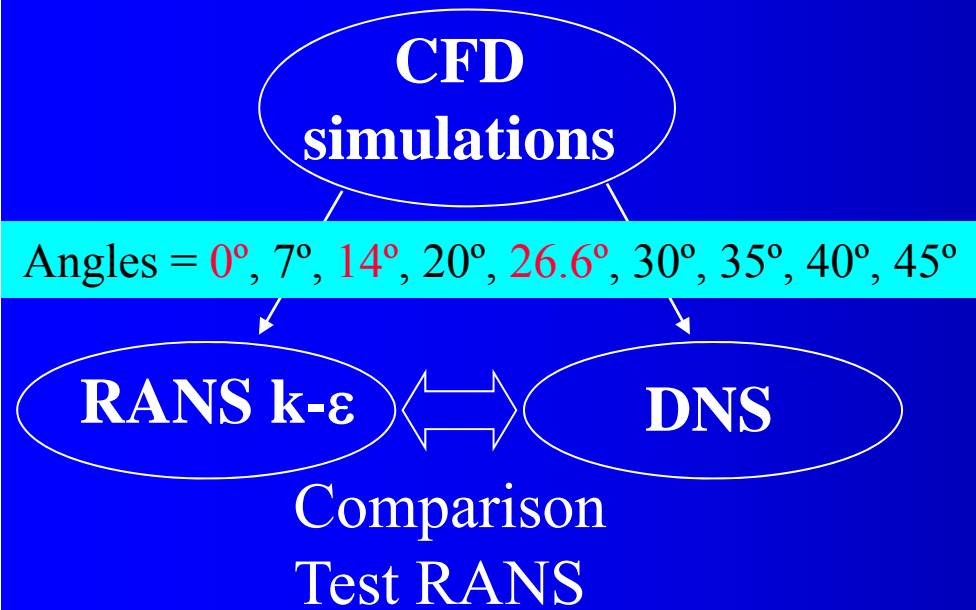 CFD
simulations
Angles = 0º, 7º, 14º, 20º, 26.6º, 30º, 35º, 40º, 45º
RANS k-ε
DNS
Comparison
Test RANS